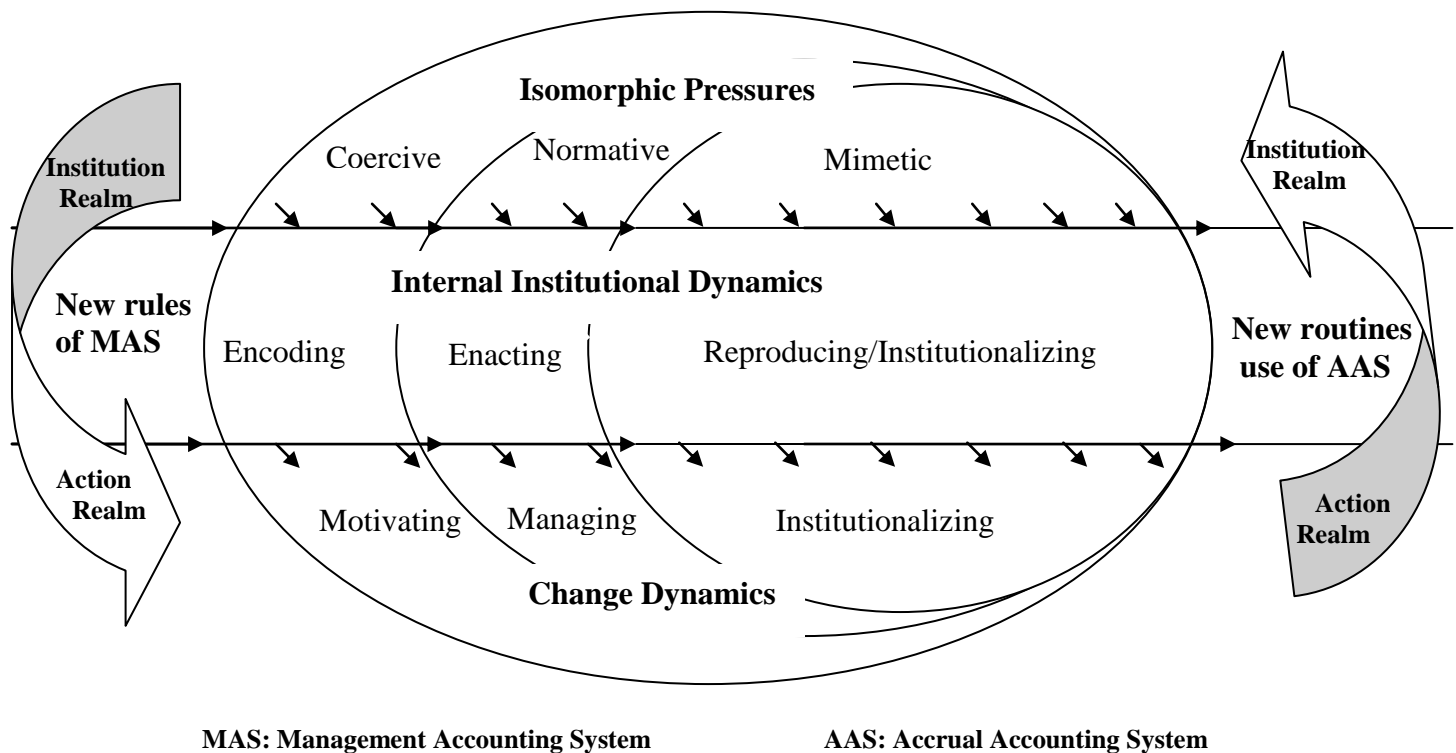 Isomorphic Pressures
Coercive
Normative
Mimetic
Institution
Realm
Institution
Realm
Internal Institutional Dynamics
New rules
of MAS
Encoding
Enacting
Reproducing/Institutionalizing
New routines
use of AAS
Action
Realm
Motivating
Managing
Institutionalizing
Action
Realm
Change Dynamics
MAS: Management Accounting System
AAS: Accrual Accounting System